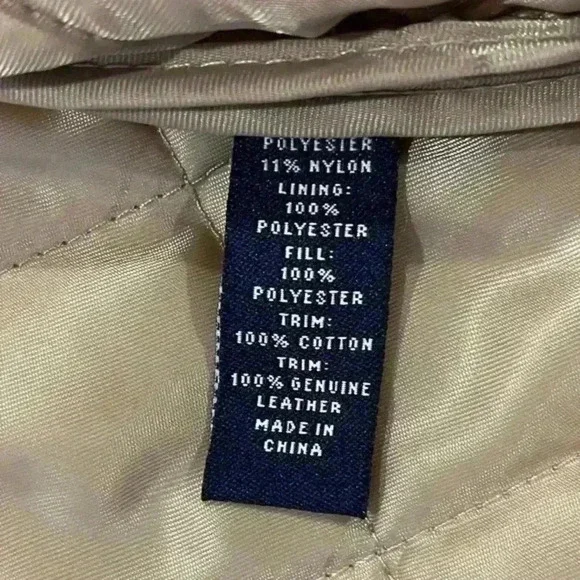 POLYESTER
11% NYLON
LINING:
100%
POLYESTER
FILL:
100%
POLYESTER
TRIM:
100% COTTON
TRIM:
100% GENUINE
LEATHER
MADE IN
CHINA